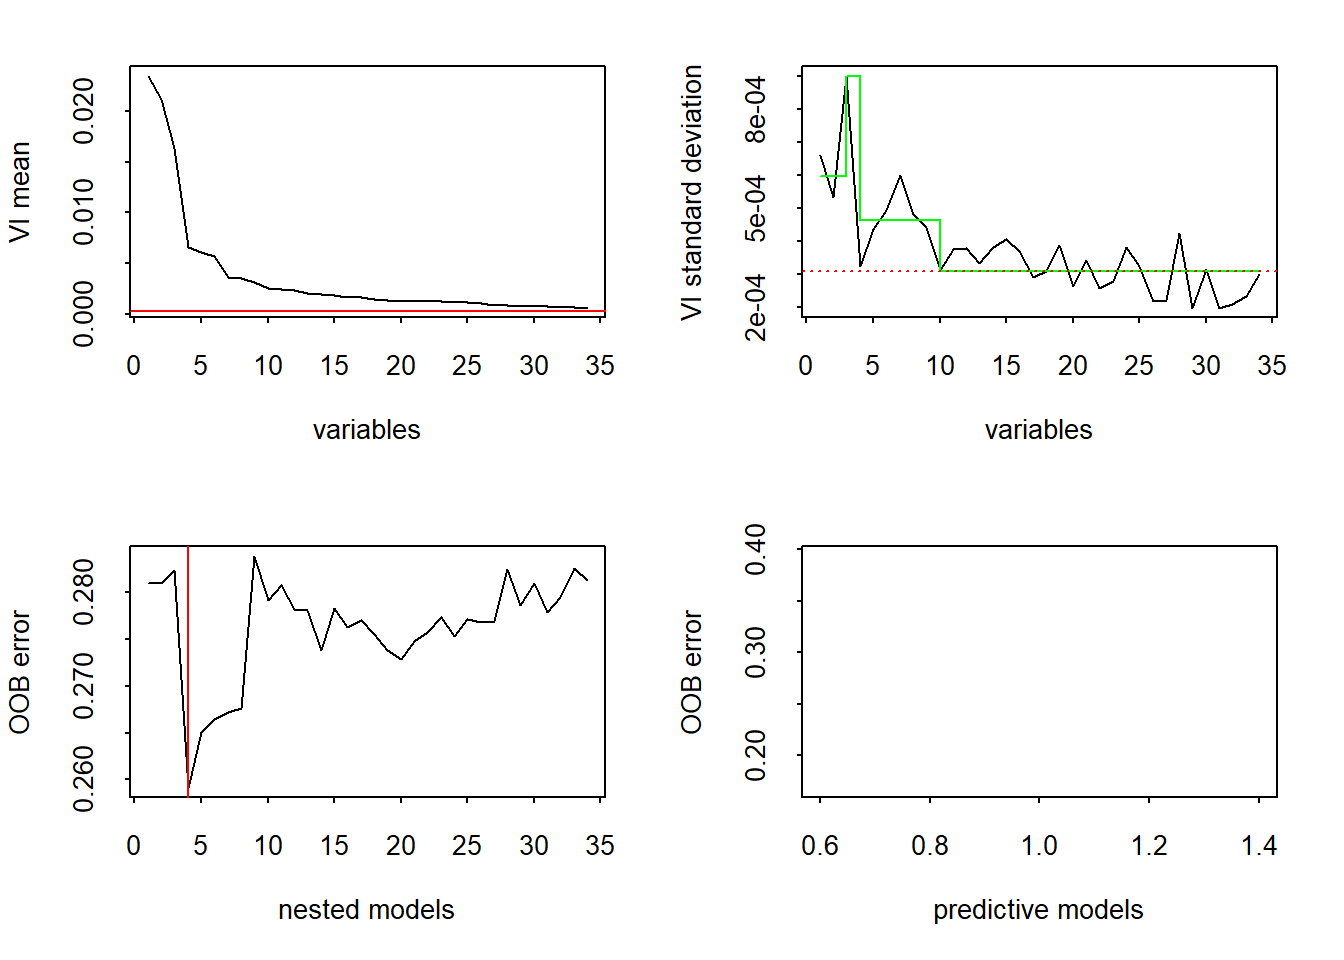 VI mean
0.000 0.010 0.020
0 5 10 15 20 25 30 35
variables
VI standard deviation
2e-04 5e-04 8e-04
0 5 10 15 20 25 30 35
variables
OOB error
0.260 0.270 0.280
0 5 10 15 20 25 30 35
nested models
OOB error
0.20 0.30 0.40
0.6 0.8 1.0 1.2 1.4
predictive models